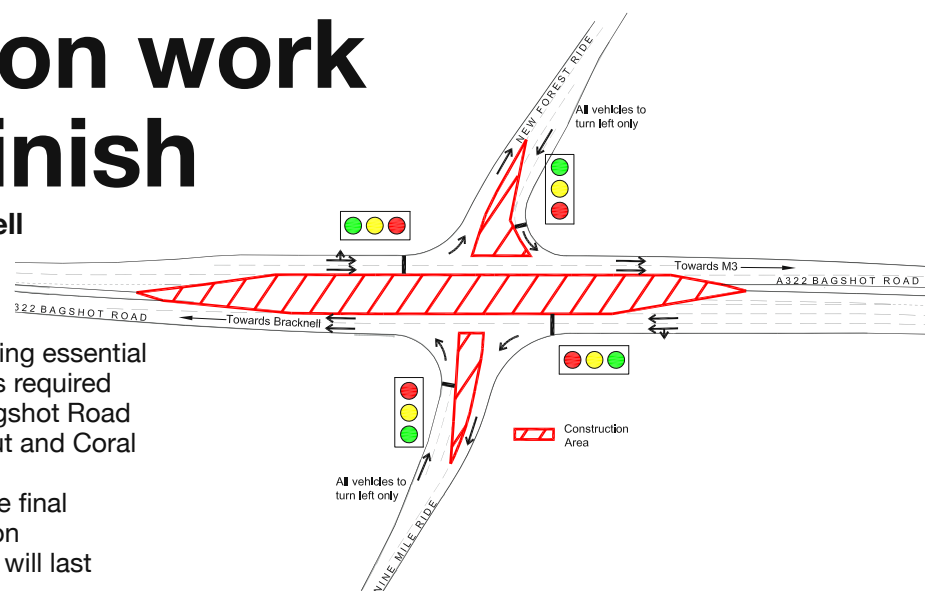 on work
inish
ell
ing essential
s required
gshot Road
ut and Coral
e final
on
will last
NEW FOREST RIDE
All vehicles to
turn left only
Towards M3
A322 BAGSHOT ROAD
322 BAGSHOT ROAD
Towards Bracknell
Construction
Area
All vehicles to
turn left only
NINE MILE RIDE